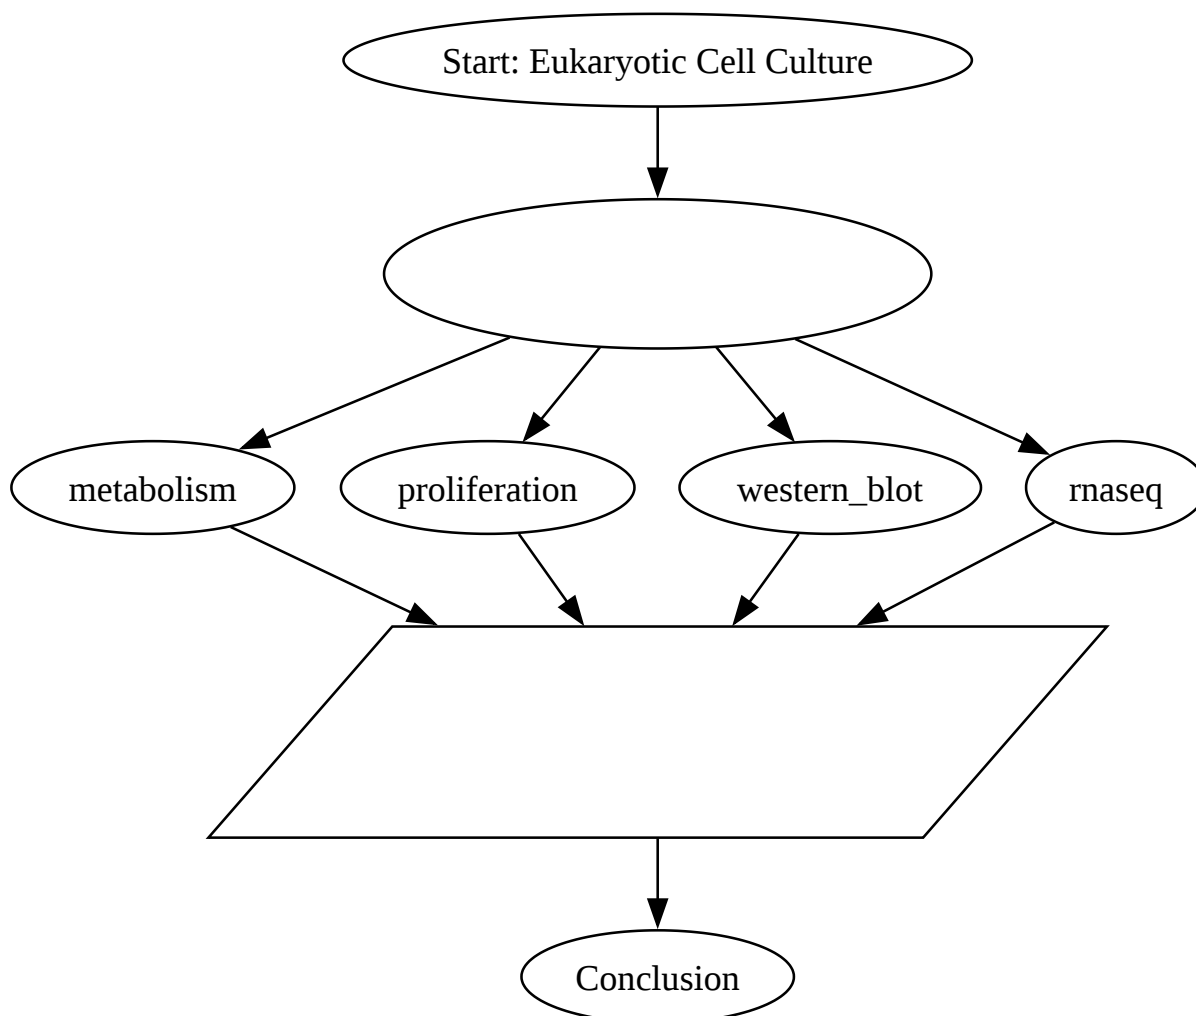 Start: Eukaryotic Cell Culture
metabolism
proliferation
western_blot
rnaseq
Conclusion